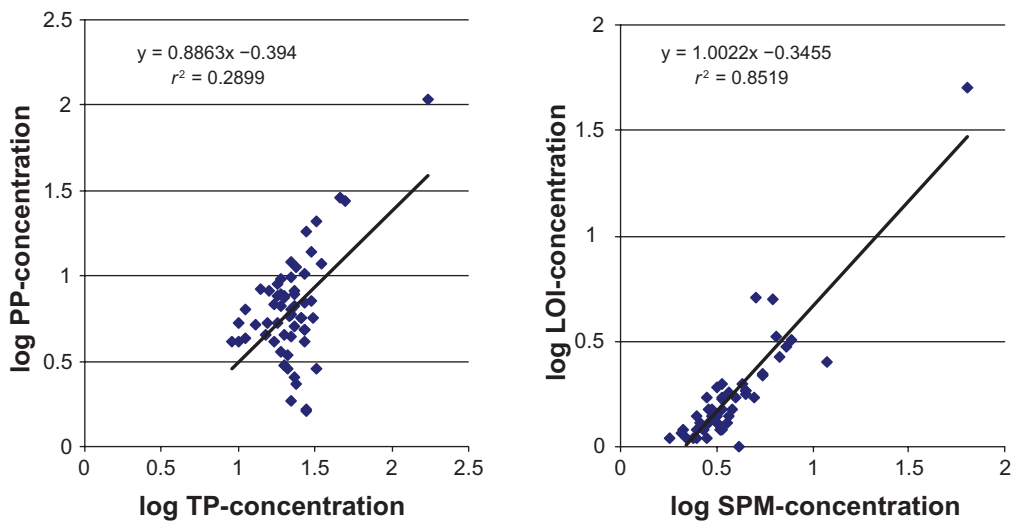 2.5
2
1.5
1
0.5
0
0
1
1.5
2
2.5
y = 0.8863x −0.394
r² = 0.2899
log PP-concentration
log TP-concentration
2
1.5
1
0.5
0
0
0.5
1
1.5
2
y = 1.0022x −0.3455
r² = 0.8519
log LOI-concentration
log SPM-concentration